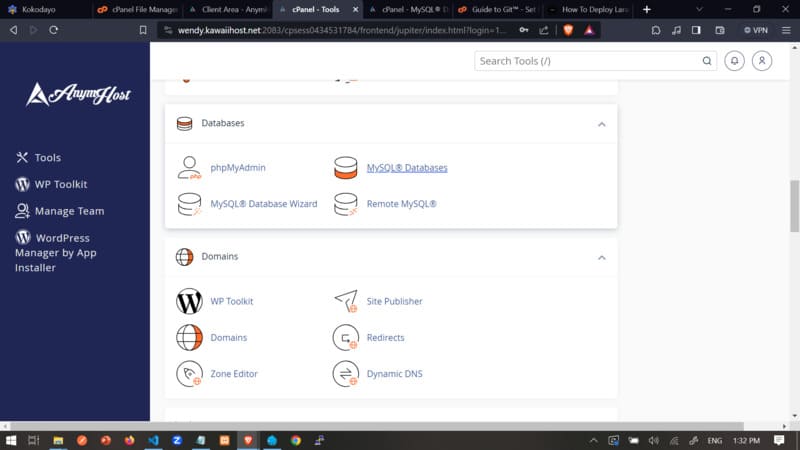 Kokodayo
cPanel File Manager
Client Area - Anymh
cPanel - Tools
cPanel - MySQL® D
Guide to Git™ - Set
How To Deploy Lara
wendy.kawaiihost.net:2083/cpsess0434531784/frontend/jupiter/index.html?login=1...
VPN
AnymHost
Search Tools (/)
Tools
WP Toolkit
Manage Team
WordPress
Manager by App
Installer
Databases
phpMyAdmin
MySQL® Databases
MySQL® Database Wizard
Remote MySQL®
Domains
WP Toolkit
Site Publisher
Domains
Redirects
Zone Editor
Dynamic DNS
ENG
1:32 PM